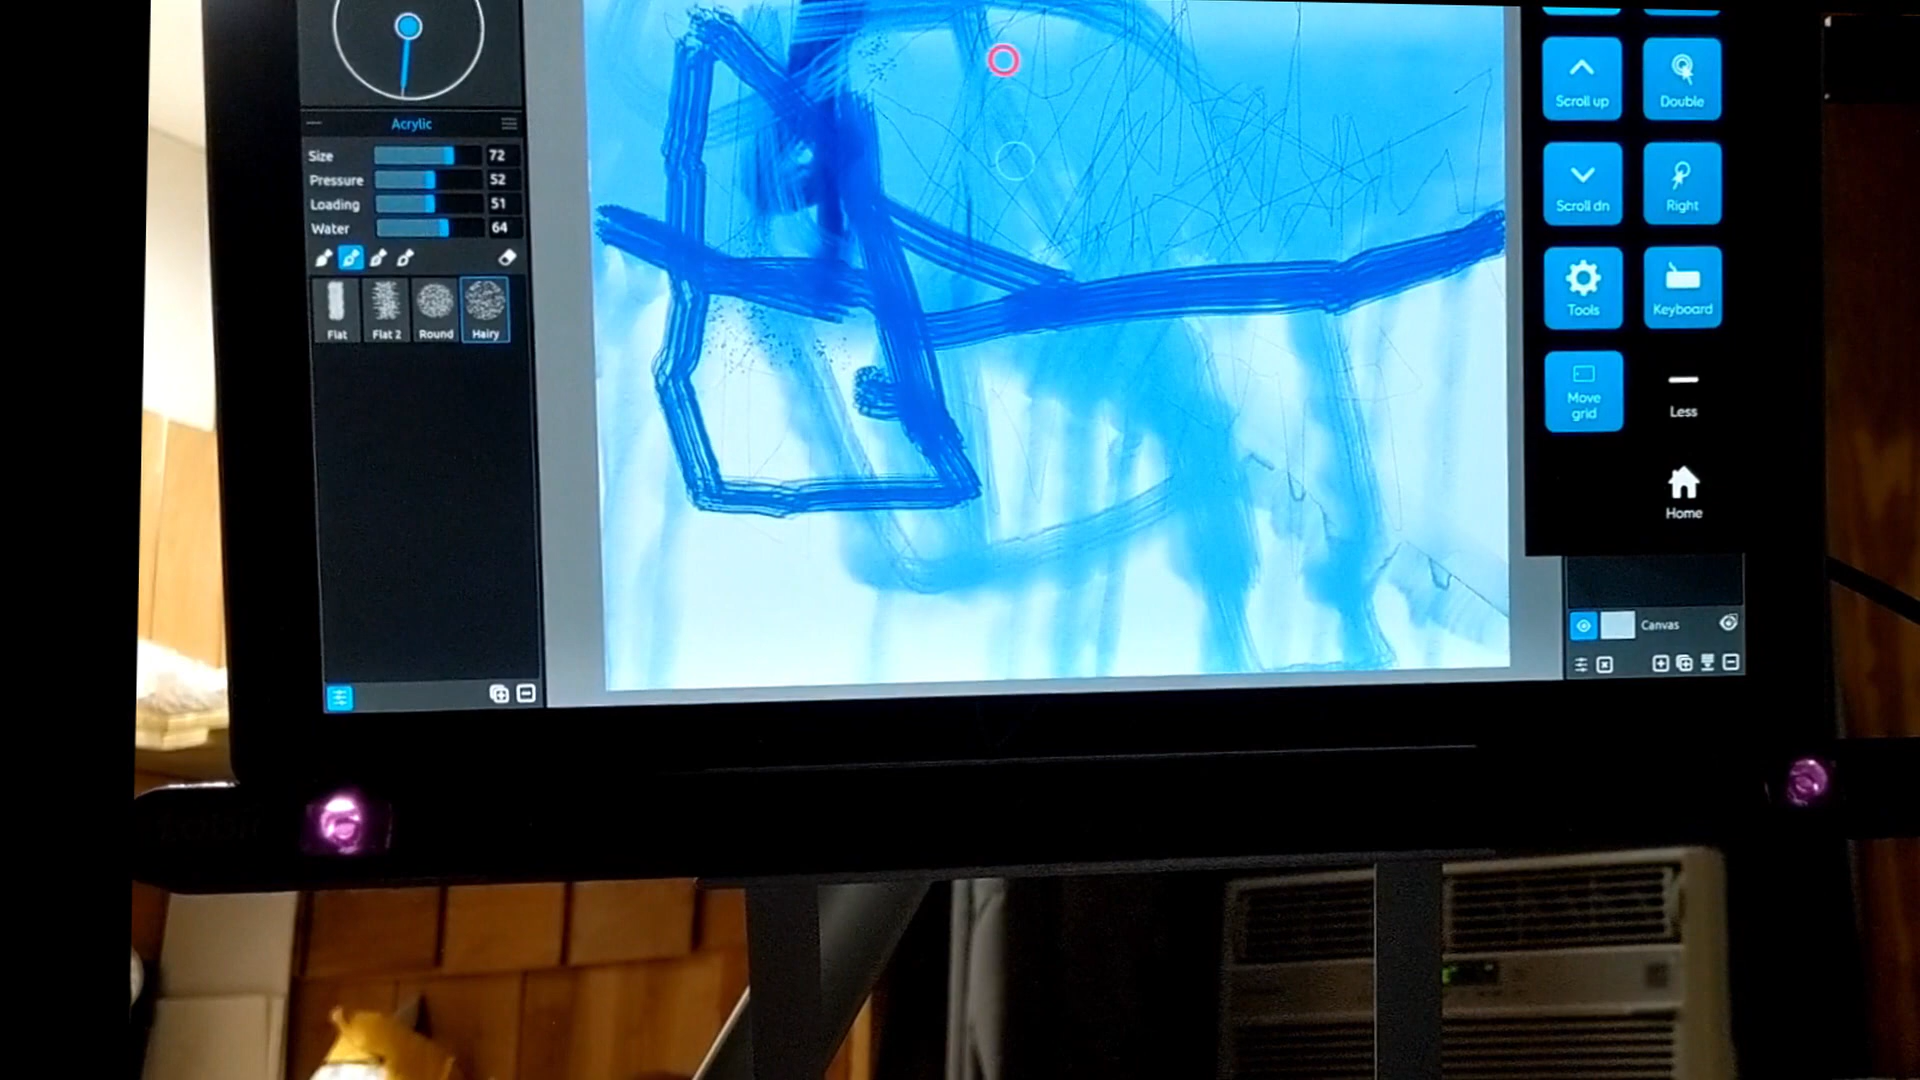 Acrylic
Size 72
Pressure 52
Loading 51
Water 64
Flat Flat 2 Round Hairy
Scroll up Double
Scroll dn Right
Tools Keyboard
Move grid Less
Home
Canvas